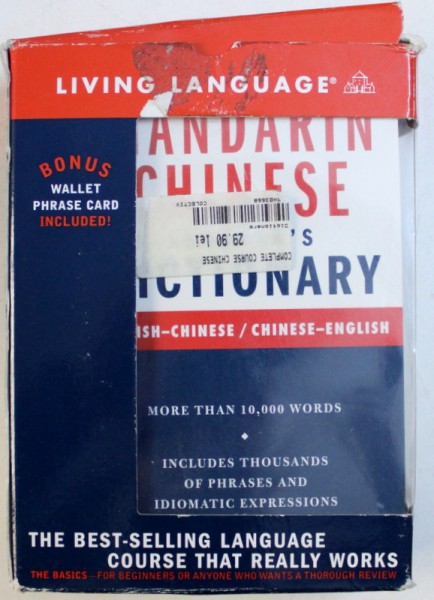 LIVING LANGUAGE®
BONUS
WALLET
PHRASE CARD
INCLUDED!
ANDARIN
CHINESE
'S
ICTIONARY
ISH–CHINESE / CHINESE–ENGLISH
COMPLETE COURSE CHINESE
29.90 lei
Dictionare
COLECTIV
MORE THAN 10,000 WORDS
◆
INCLUDES THOUSANDS
OF PHRASES AND
IDIOMATIC EXPRESSIONS
THE BEST-SELLING LANGUAGE
COURSE THAT REALLY WORKS
THE BASICS—FOR BEGINNERS OR ANYONE WHO WANTS A THOROUGH REVIEW